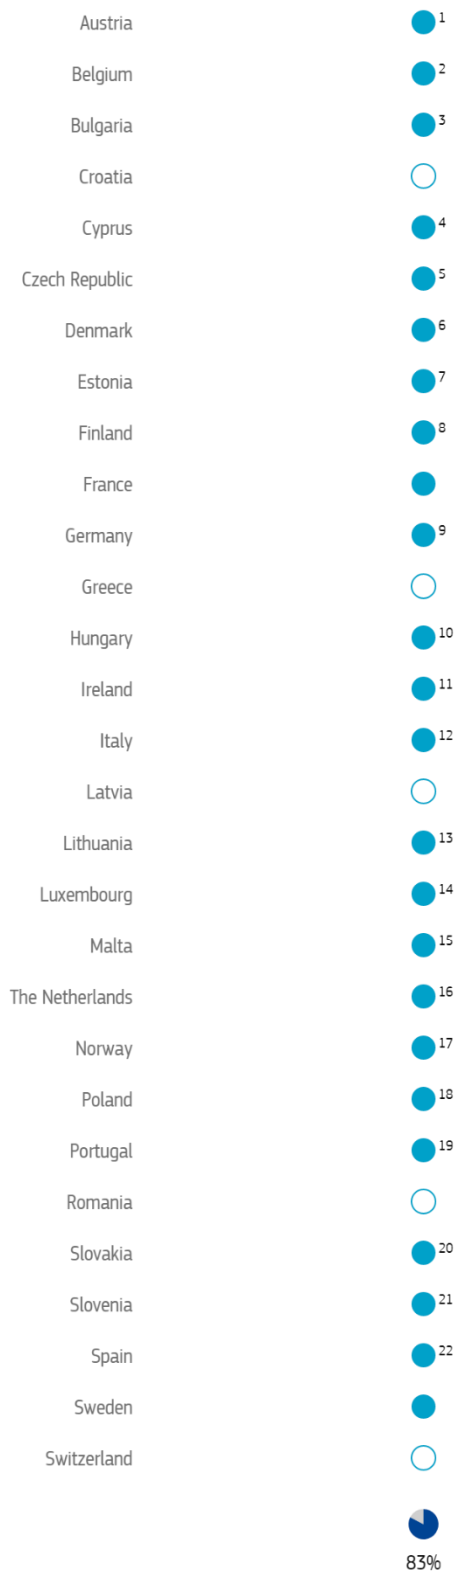 Austria 1
Belgium 2
Bulgaria 3
Croatia
Cyprus 4
Czech Republic 5
Denmark 6
Estonia 7
Finland 8
France
Germany 9
Greece
Hungary 10
Ireland 11
Italy 12
Latvia
Lithuania 13
Luxembourg 14
Malta 15
The Netherlands 16
Norway 17
Poland 18
Portugal 19
Romania
Slovakia 20
Slovenia 21
Spain 22
Sweden
Switzerland
83%